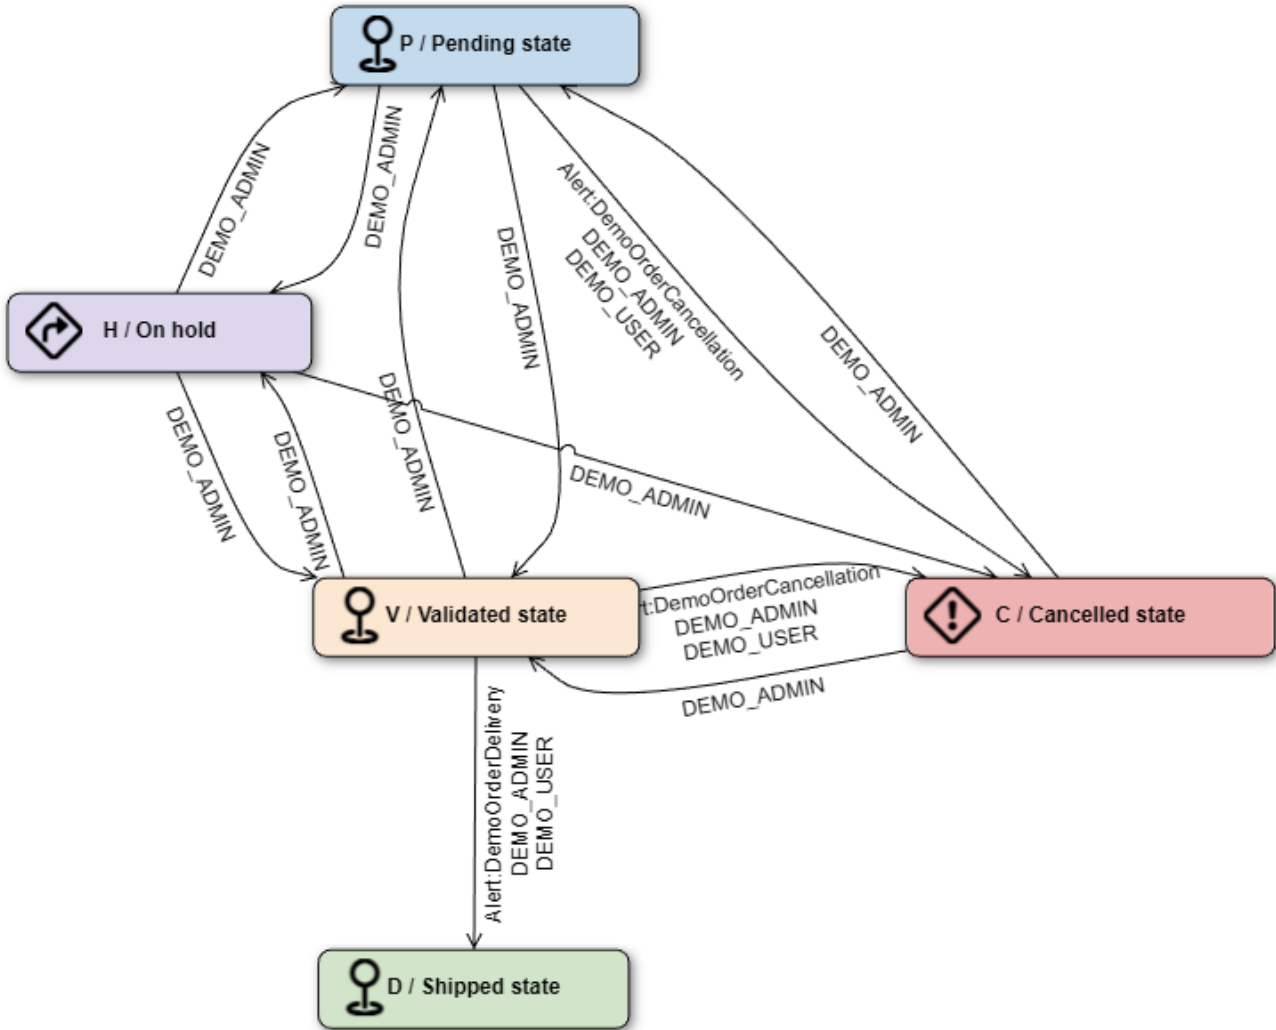 P / Pending state
DEMO_ADMIN
DEMO_ADMIN
DEMO_ADMIN
Alert:DemoOrderCancellation
DEMO_ADMIN
DEMO_USER
DEMO_ADMIN
H / On hold
DEMO_ADMIN
DEMO_ADMIN
DEMO_ADMIN
DEMO_ADMIN
V / Validated state
t:DemoOrderCancellation
DEMO_ADMIN
DEMO_USER
C / Cancelled state
DEMO_ADMIN
Alert:DemoOrderDelivery
DEMO_ADMIN
DEMO_USER
D / Shipped state